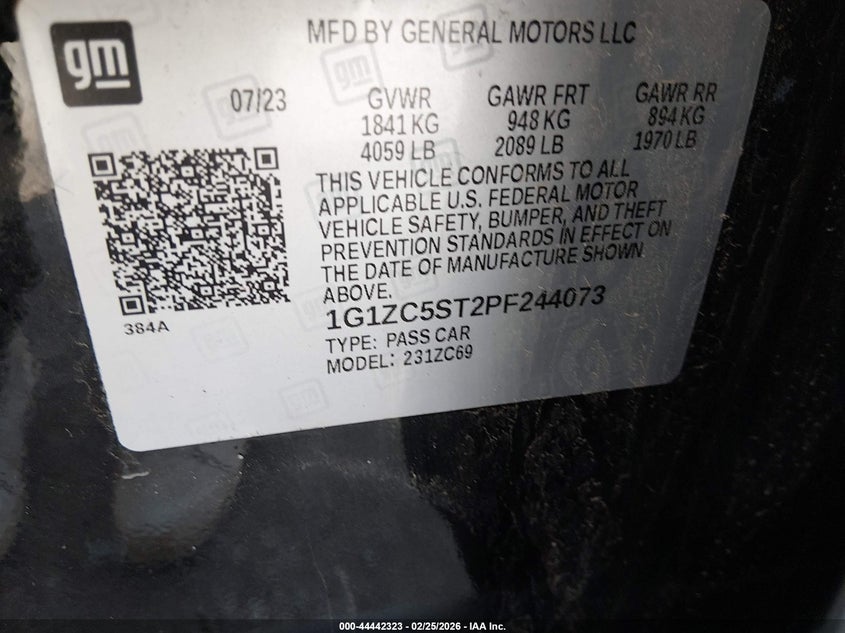 gm
MFD BY GENERAL MOTORS LLC
07/23 GVWR GAWR FRT GAWR RR
1841 KG 948 KG 894 KG
4059 LB 2089 LB 1970 LB
THIS VEHICLE CONFORMS TO ALL
APPLICABLE U.S. FEDERAL MOTOR
VEHICLE SAFETY, BUMPER, AND THEFT
PREVENTION STANDARDS IN EFFECT ON
THE DATE OF MANUFACTURE SHOWN
ABOVE.
384A
1G1ZC5ST2PF244073
TYPE: PASS CAR
MODEL: 231ZC69
000-44442323 - 02/25/2026 - IAA Inc.